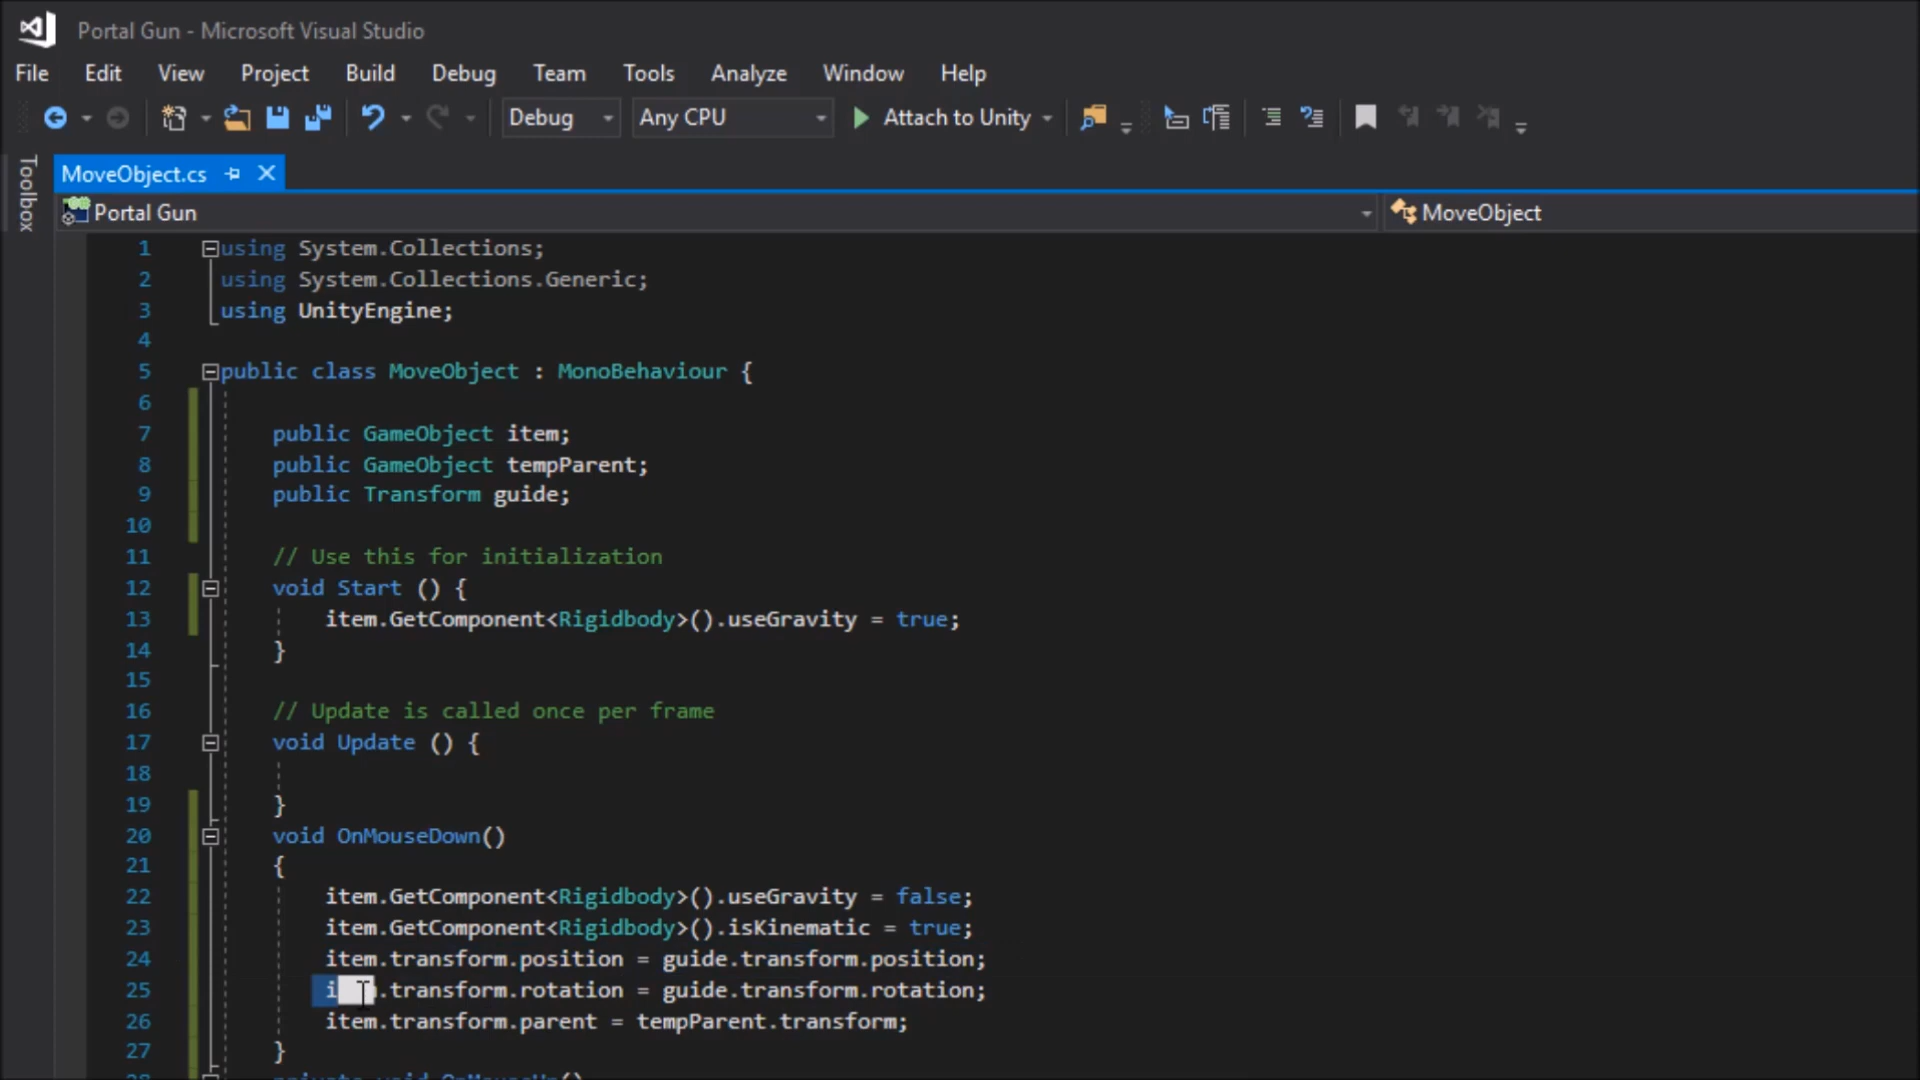 Portal Gun - Microsoft Visual Studio
File Edit View Project Build Debug Team Tools Analyze Window Help
Debug Any CPU Attach to Unity
Toolbox
MoveObject.cs
Portal Gun MoveObject
1 using System.Collections;
2 using System.Collections.Generic;
3 using UnityEngine;
4
5 public class MoveObject : MonoBehaviour {
6
7 public GameObject item;
8 public GameObject tempParent;
9 public Transform guide;
10
11 // Use this for initialization
12 void Start () {
13 item.GetComponent<Rigidbody>().useGravity = true;
14 }
15
16 // Update is called once per frame
17 void Update () {
18
19 }
20 void OnMouseDown()
21 {
22 item.GetComponent<Rigidbody>().useGravity = false;
23 item.GetComponent<Rigidbody>().isKinematic = true;
24 item.transform.position = guide.transform.position;
25 .transform.rotation = guide.transform.rotation;
26 item.transform.parent = tempParent.transform;
27 }
28 private void OnMouseUp()